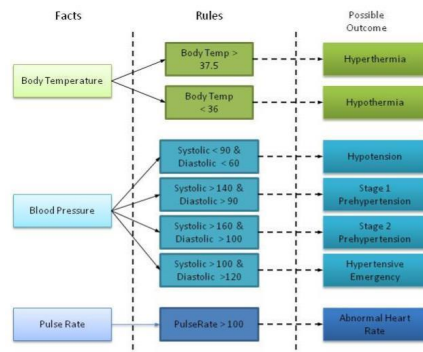 Facts
Rules
Possible
Outcome
Body Temperature
Body Temp >
37.5
Hyperthermia
Body Temp
< 36
Hypothermia
Blood Pressure
Systolic < 90 &
Diastolic < 60
Hypotension
Systolic > 140 &
Diastolic > 90
Stage 1
Prehypertension
Systolic > 160 &
Diastolic > 100
Stage 2
Prehypertension
Systolic > 100 &
Diastolic >120
Hypertensive
Emergency
Pulse Rate
PulseRate > 100
Abnormal Heart
Rate